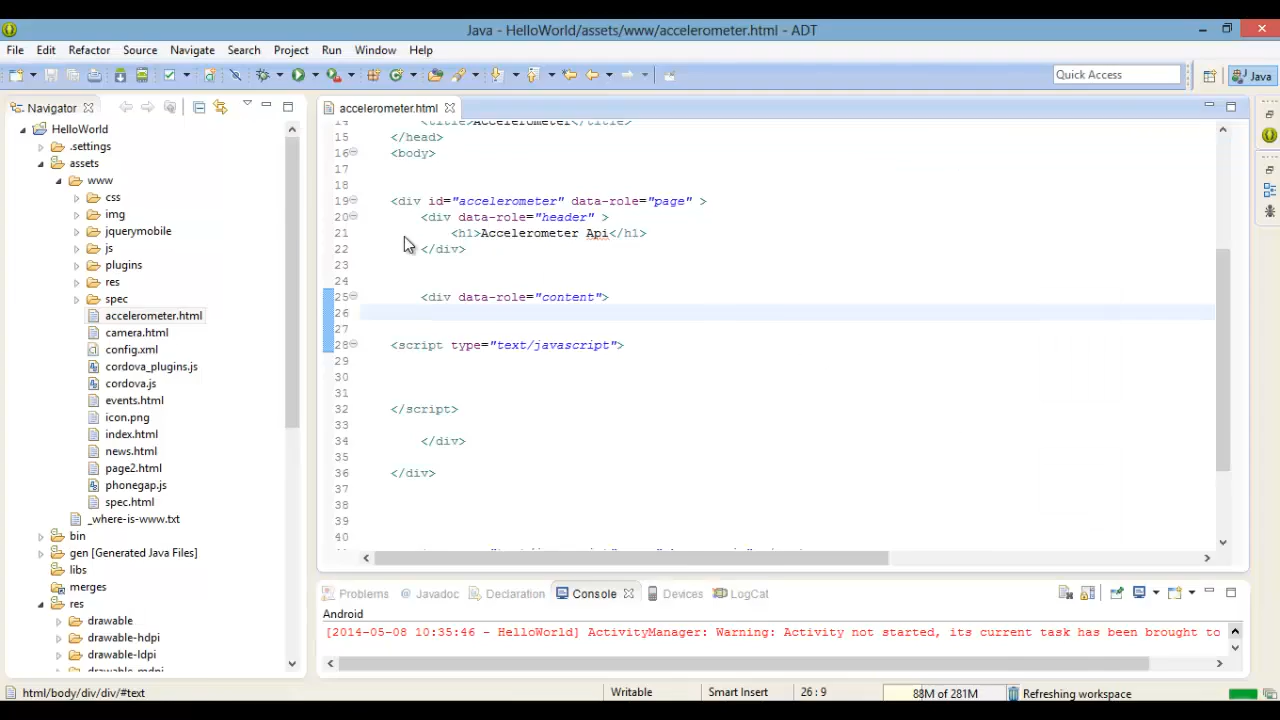 Java - HelloWorld/assets/www/accelerometer.html - ADT
File Edit Refactor Source Navigate Search Project Run Window Help
Quick Access
Java
Navigator
HelloWorld
.settings
assets
www
css
img
jquerymobile
js
plugins
res
spec
accelerometer.html
camera.html
config.xml
cordova_plugins.js
cordova.js
events.html
icon.png
index.html
news.html
page2.html
phonegap.js
spec.html
_where-is-www.txt
bin
gen [Generated Java Files]
libs
merges
res
drawable
drawable-hdpi
drawable-ldpi
drawable-mdpi
accelerometer.html
14 <title>Accelerometer</title>
15 </head>
16 <body>
17
18
19 <div id="accelerometer" data-role="page" >
20 <div data-role="header" >
21 <h1>Accelerometer Api</h1>
22 </div>
23
24
25 <div data-role="content">
26
27
28 <script type="text/javascript">
29
30
31
32 </script>
33
34 </div>
35
36 </div>
37
38
39
40
Problems Javadoc Declaration Console Devices LogCat
Android
[2014-05-08 10:35:46 - HelloWorld] ActivityManager: Warning: Activity not started, its current task has been brought to
html/body/div/div/#text Writable Smart Insert 26 : 9 88M of 281M Refreshing workspace